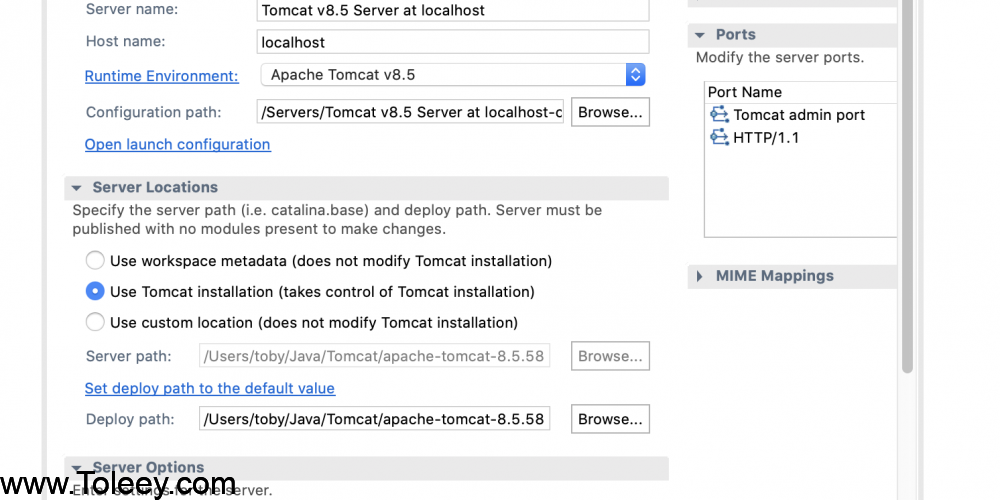 Server name: Tomcat v8.5 Server at localhost
Host name: localhost
Runtime Environment: Apache Tomcat v8.5
Configuration path: /Servers/Tomcat v8.5 Server at localhost-c Browse...
Open launch configuration
Server Locations
Specify the server path (i.e. catalina.base) and deploy path. Server must be
published with no modules present to make changes.
Use workspace metadata (does not modify Tomcat installation)
Use Tomcat installation (takes control of Tomcat installation)
Use custom location (does not modify Tomcat installation)
Server path: /Users/toby/Java/Tomcat/apache-tomcat-8.5.58 Browse...
Set deploy path to the default value
Deploy path: /Users/toby/Java/Tomcat/apache-tomcat-8.5.58 Browse...
Server Options
Enter settings for the server.
Ports
Modify the server ports.
Port Name
Tomcat admin port
HTTP/1.1
MIME Mappings
www.Toleey.com